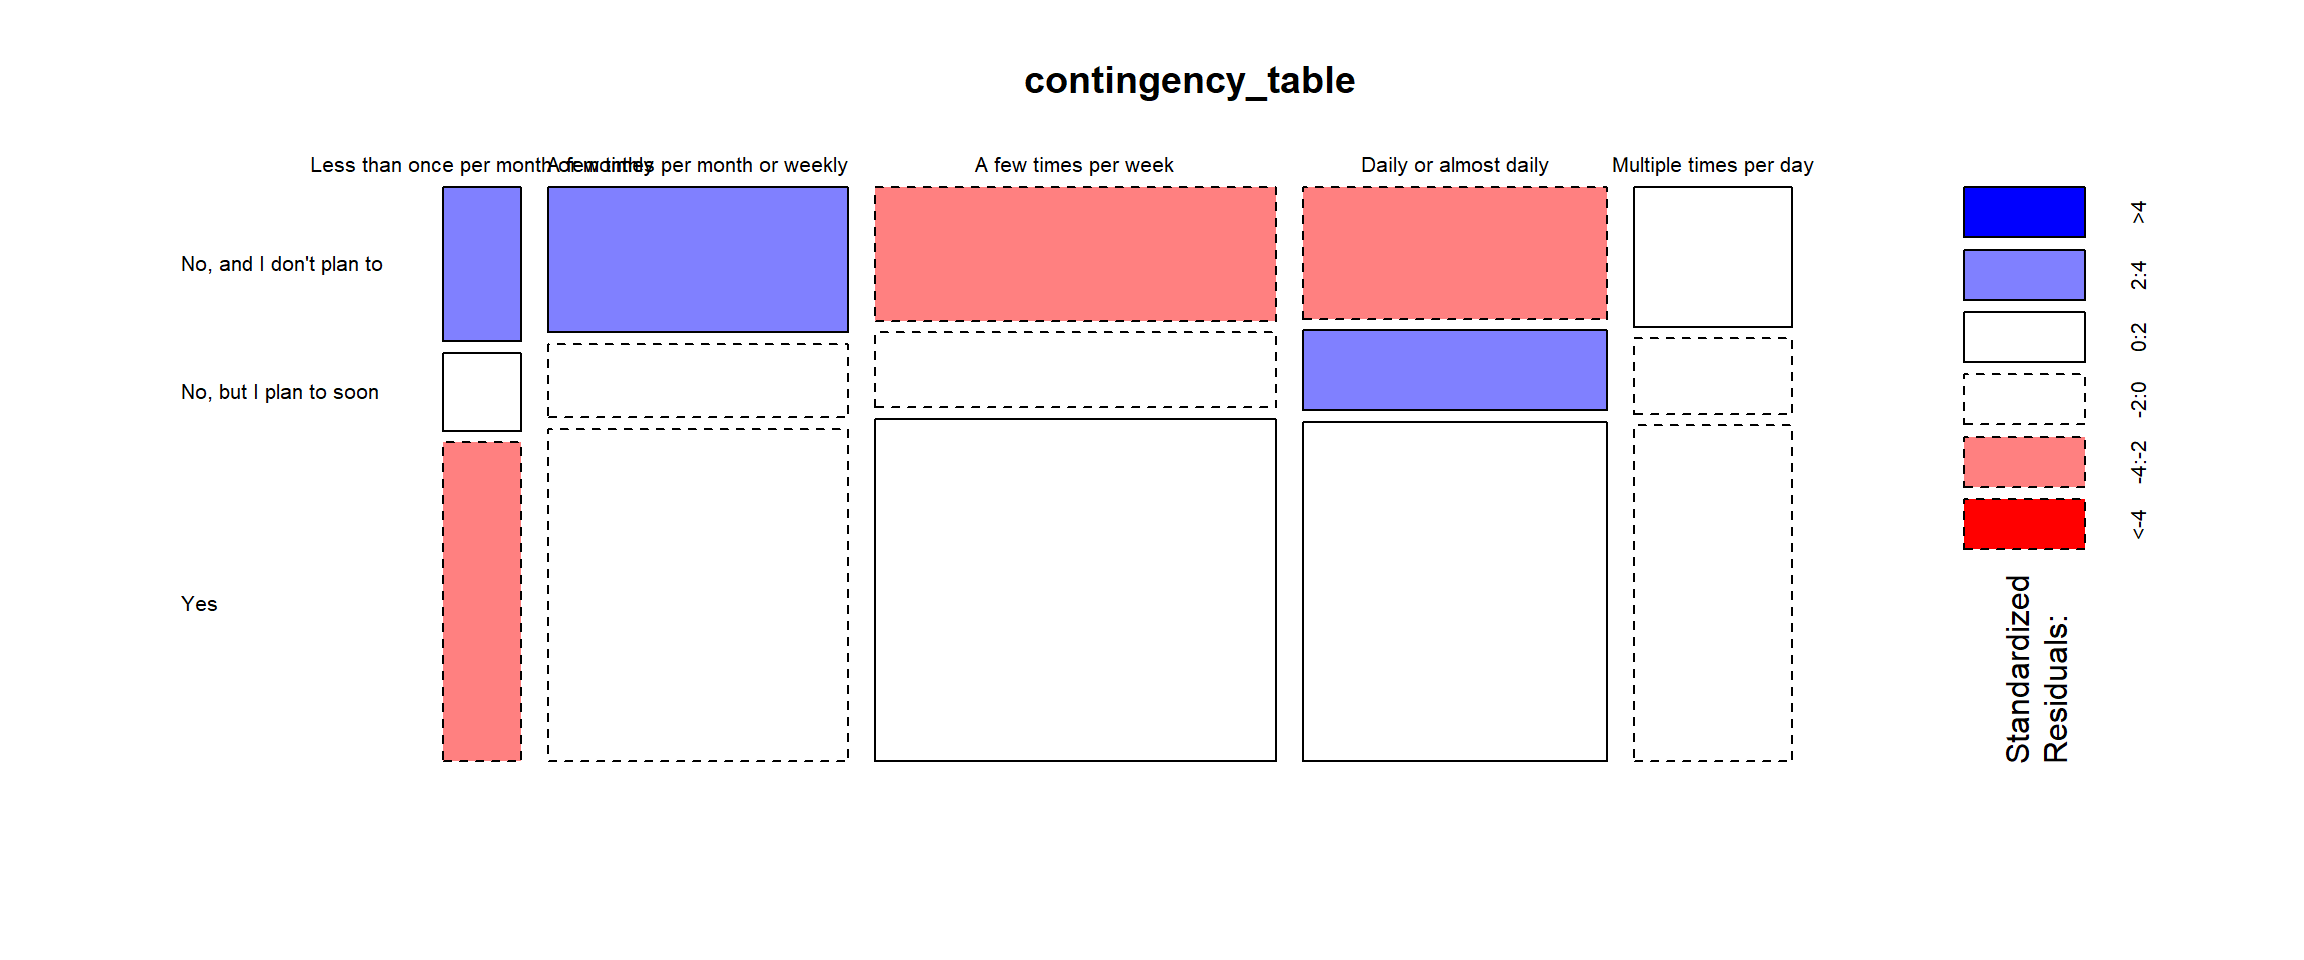 contingency_table
Less than once per month or monthly
A few times per month or weekly
A few times per week
Daily or almost daily
Multiple times per day
No, and I don't plan to
No, but I plan to soon
Yes
>4
2:4
0:2
-2:0
-4:-2
<-4
Standardized
Residuals: